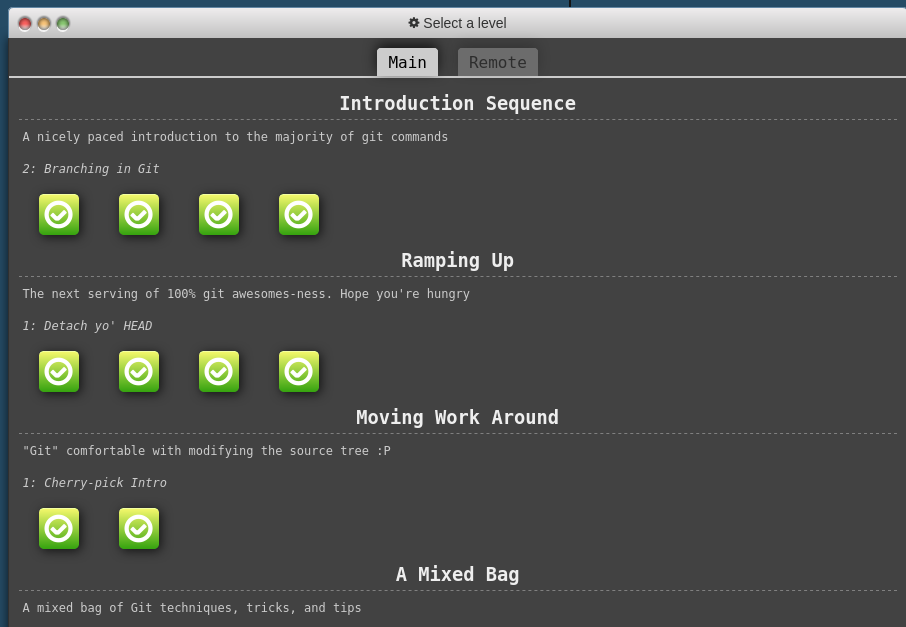 Select a level
Main Remote
Introduction Sequence
A nicely paced introduction to the majority of git commands
2: Branching in Git
Ramping Up
The next serving of 100% git awesomes-ness. Hope you're hungry
1: Detach yo' HEAD
Moving Work Around
"Git" comfortable with modifying the source tree :P
1: Cherry-pick Intro
A Mixed Bag
A mixed bag of Git techniques, tricks, and tips